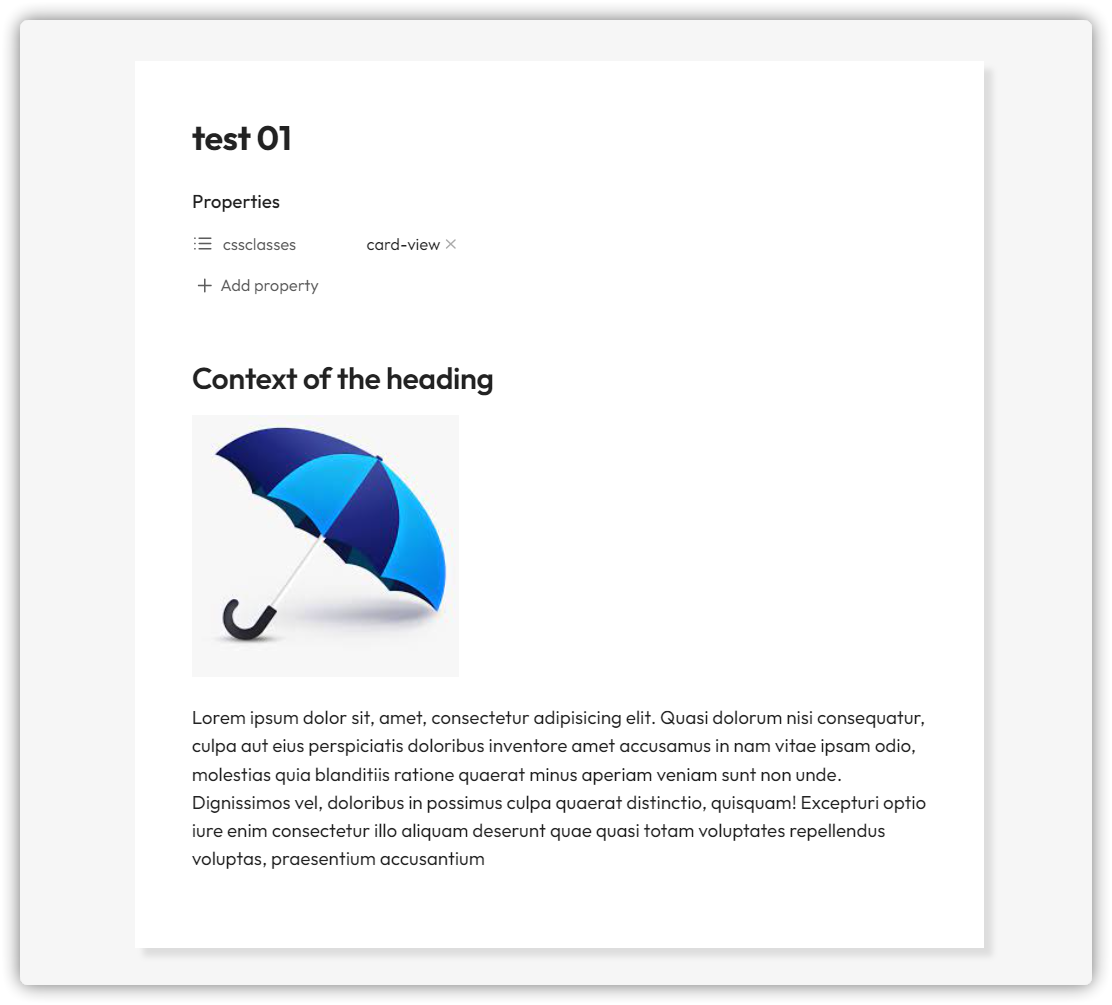 test 01
Properties
cssclasses card-view ×
+ Add property
Context of the heading
Lorem ipsum dolor sit, amet, consectetur adipisicing elit. Quasi dolorum nisi consequatur,
culpa aut eius perspiciatis doloribus inventore amet accusamus in nam vitae ipsam odio,
molestias quia blanditiis ratione quaerat minus aperiam veniam sunt non unde.
Dignissimos vel, doloribus in possimus culpa quaerat distinctio, quisquam! Excepturi optio
iure enim consectetur illo aliquam deserunt quae quasi totam voluptates repellendus
voluptas, praesentium accusantium